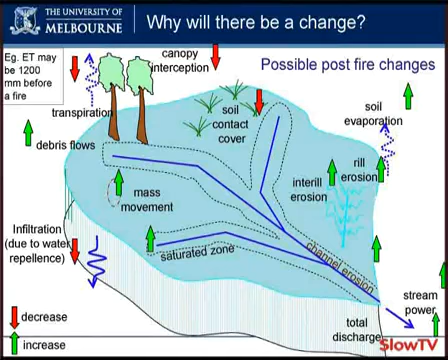 THE UNIVERSITY OF
MELBOURNE
Why will there be a change?
Eg. ET may
be 1200
mm before
a fire
canopy
interception
Possible post fire changes
transpiration
soil
contact
cover
soil
evaporation
debris flows
rill
erosion
interill
erosion
mass
movement
Infiltration
(due to water
repellence)
saturated zone
channel erosion
stream
power
total
discharge
decrease
increase
SlowTV